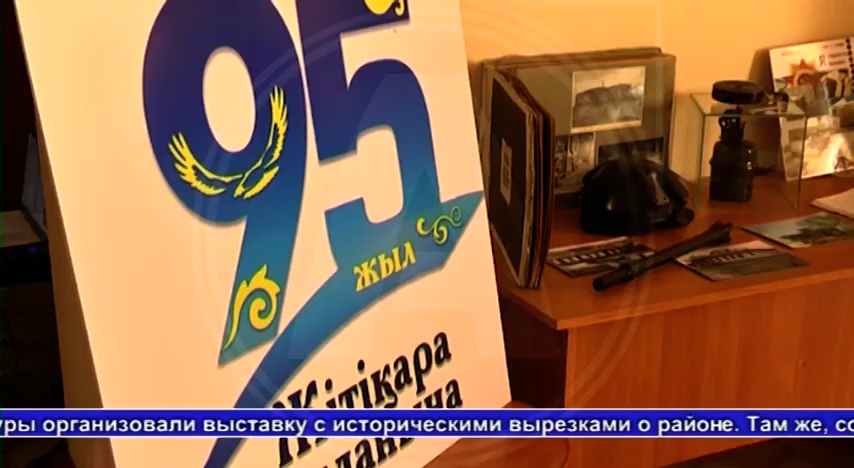 95
жыл
Жітіқара
уры организовали выставку с историческими вырезками о районе. Там же, со